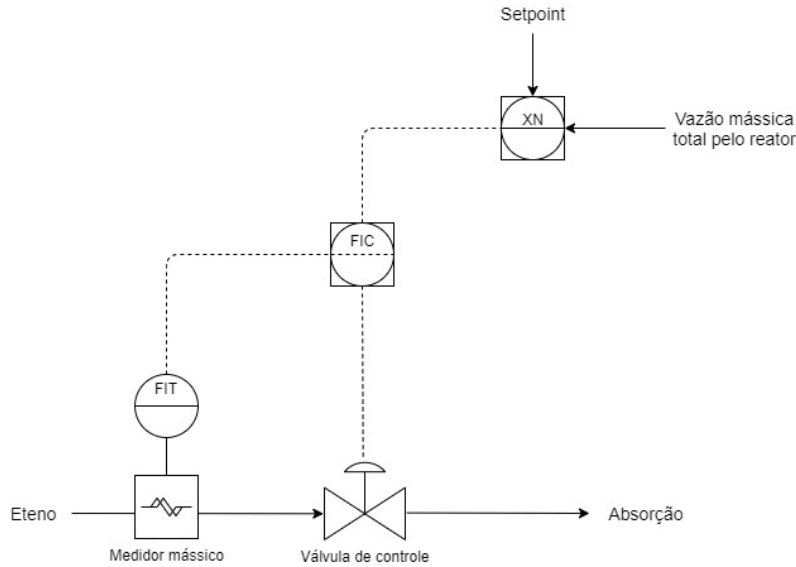 Setpoint
XN
Vazão mássica
total pelo reator
FIC
FIT
Eteno
Absorção
Medidor mássico
Válvula de controle